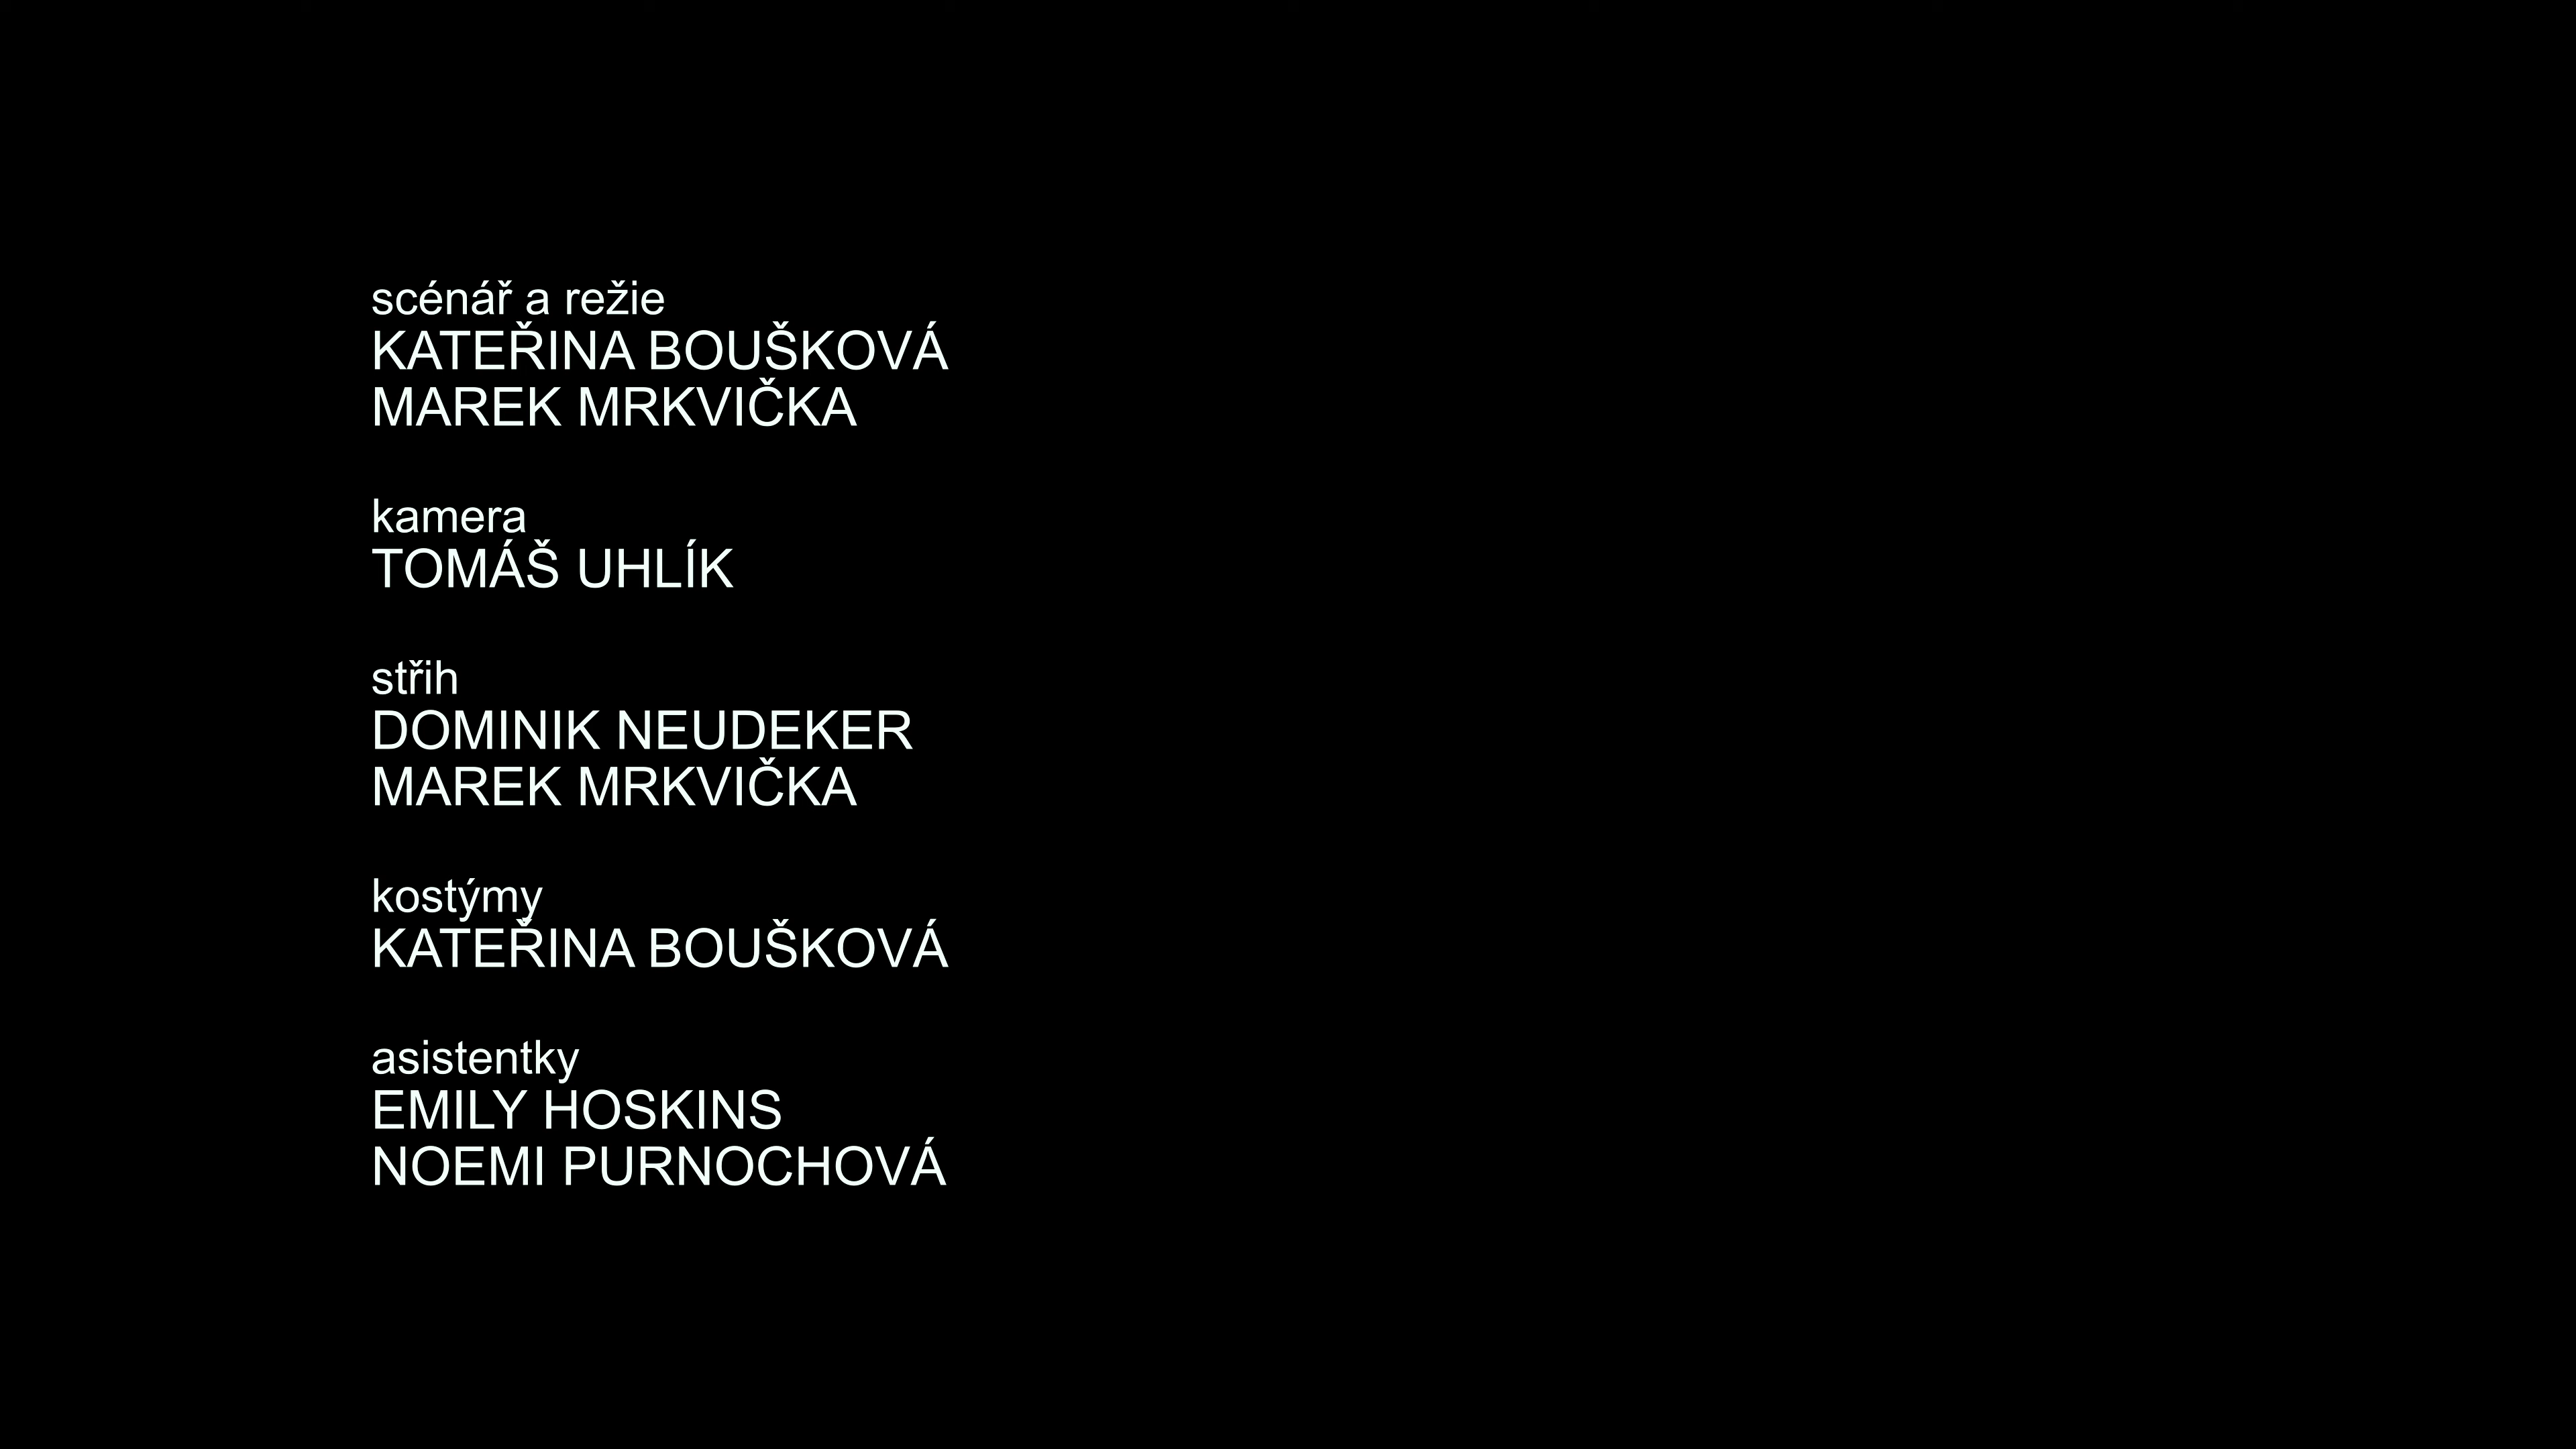 scénář a režie
KATEŘINA BOUŠKOVÁ
MAREK MRKVIČKA
kamera
TOMÁŠ UHLÍK
střih
DOMINIK NEUDEKER
MAREK MRKVIČKA
kostýmy
KATEŘINA BOUŠKOVÁ
asistentky
EMILY HOSKINS
NOEMI PURNOCHOVÁ